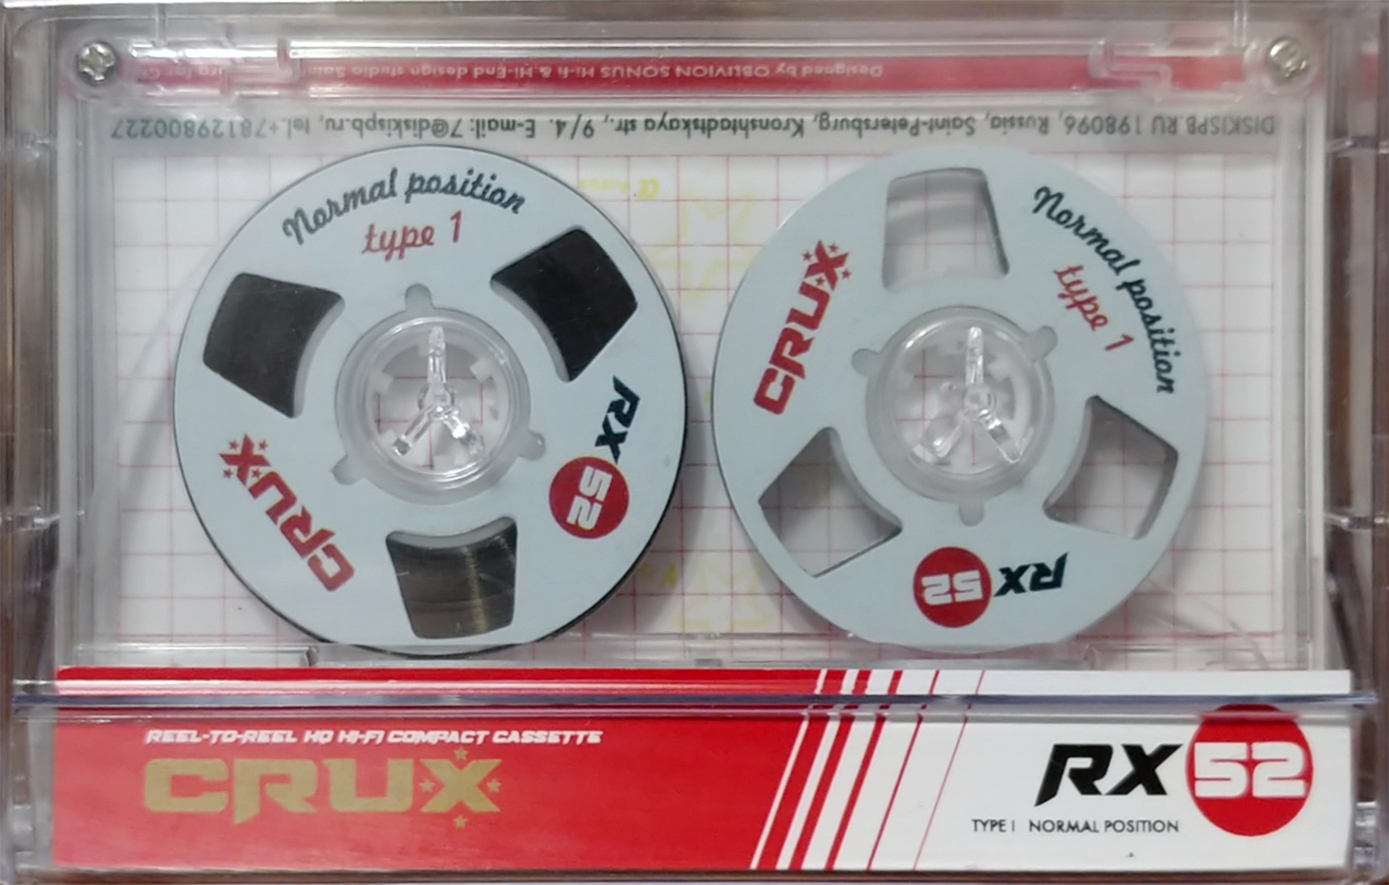 Designed by OBLIVION SONUS Hi-fi & Hi-End design studio
DISKISPB.RU 198096, Russia, Saint-Petersburg, Kronshtadtskaya str., 9/4. E-mail: 7@diskispb.ru, tel.+78129800227
Normal position
type 1
RX 52
CRUX
Normal position
type 1
CRUX
RX 52
REEL-TO-REEL HQ HI-FI COMPACT CASSETTE
CRUX
RX 52
TYPE I NORMAL POSITION